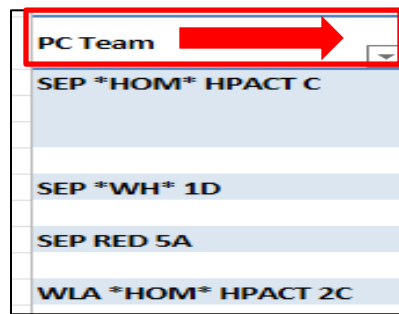 PC Team
SEP *HOM* HPACT C
SEP *WH* 1D
SEP RED 5A
WLA *HOM* HPACT 2C